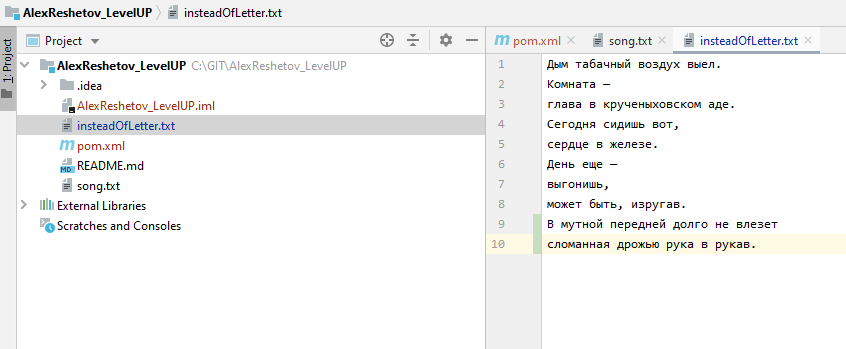 AlexReshetov_LevelUP insteadOfLetter.txt
1: Project
Project
AlexReshetov_LevelUP C:\GIT\AlexReshetov_LevelUP
.idea
AlexReshetov_LevelUP.iml
insteadOfLetter.txt
pom.xml
README.md
song.txt
External Libraries
Scratches and Consoles
pom.xml song.txt insteadOfLetter.txt
1 Дым табачный воздух выел.
2 Комната —
3 глава в крученыховском аде.
4 Сегодня сидишь вот,
5 сердце в железе.
6 День еще —
7 выгонишь,
8 может быть, изругав.
9 В мутной передней долго не влезет
10 сломанная дрожью рука в рукав.